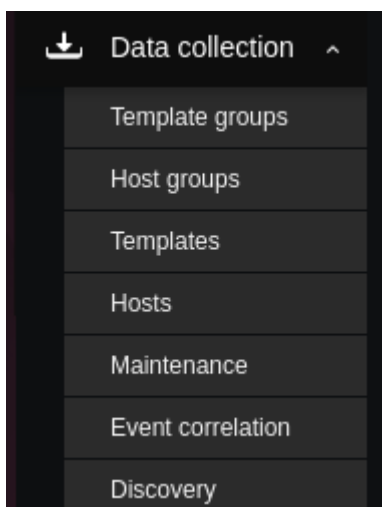 Data collection
Template groups
Host groups
Templates
Hosts
Maintenance
Event correlation
Discovery